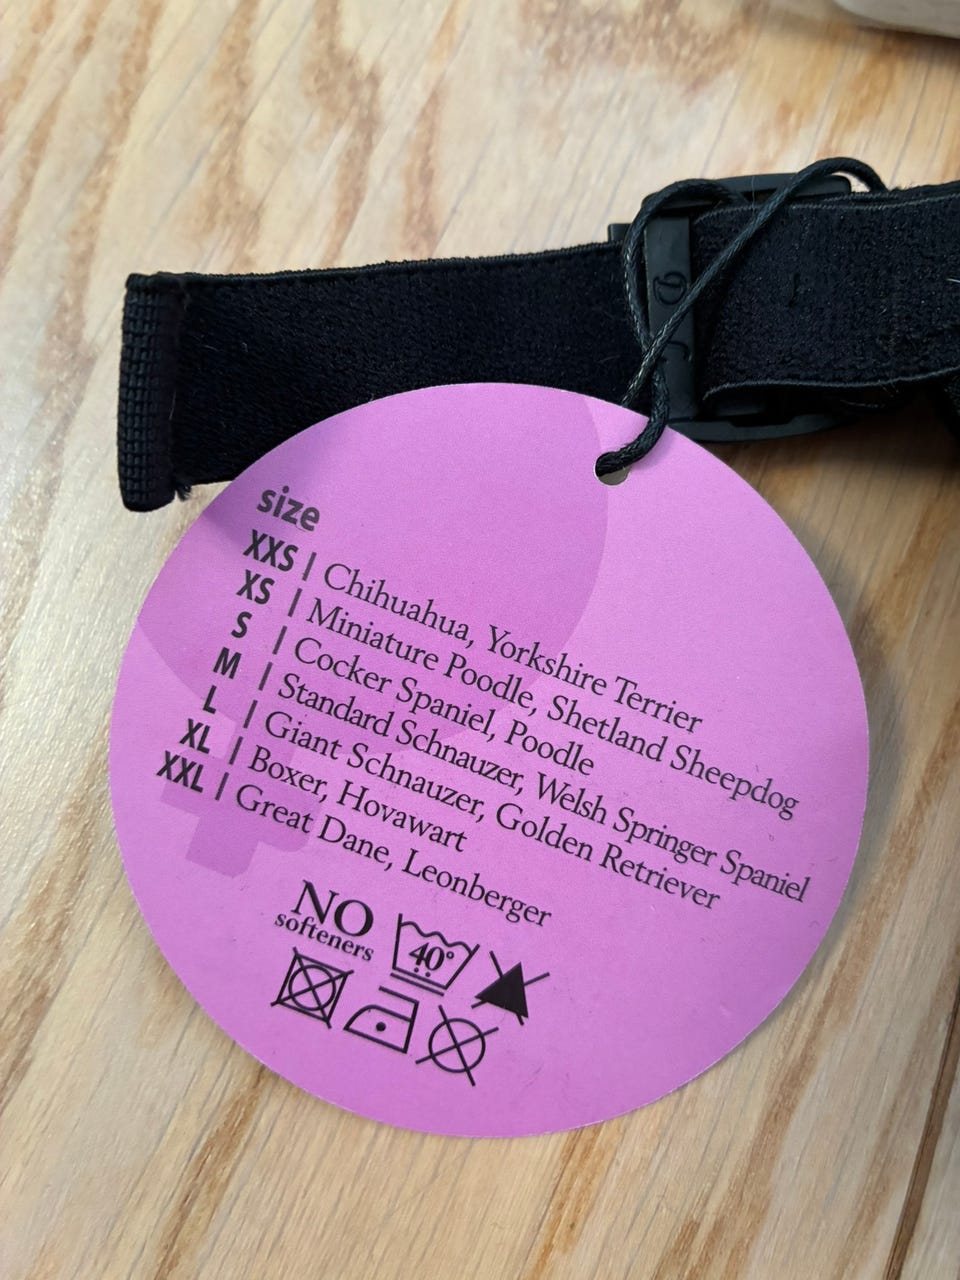 size
XXS | Chihuahua, Yorkshire Terrier
XS | Miniature Poodle, Shetland Sheepdog
S | Cocker Spaniel, Poodle
M | Standard Schnauzer, Welsh Springer Spaniel
L | Giant Schnauzer, Golden Retriever
XL | Boxer, Hovawart
XXL | Great Dane, Leonberger
NO
softeners
40°